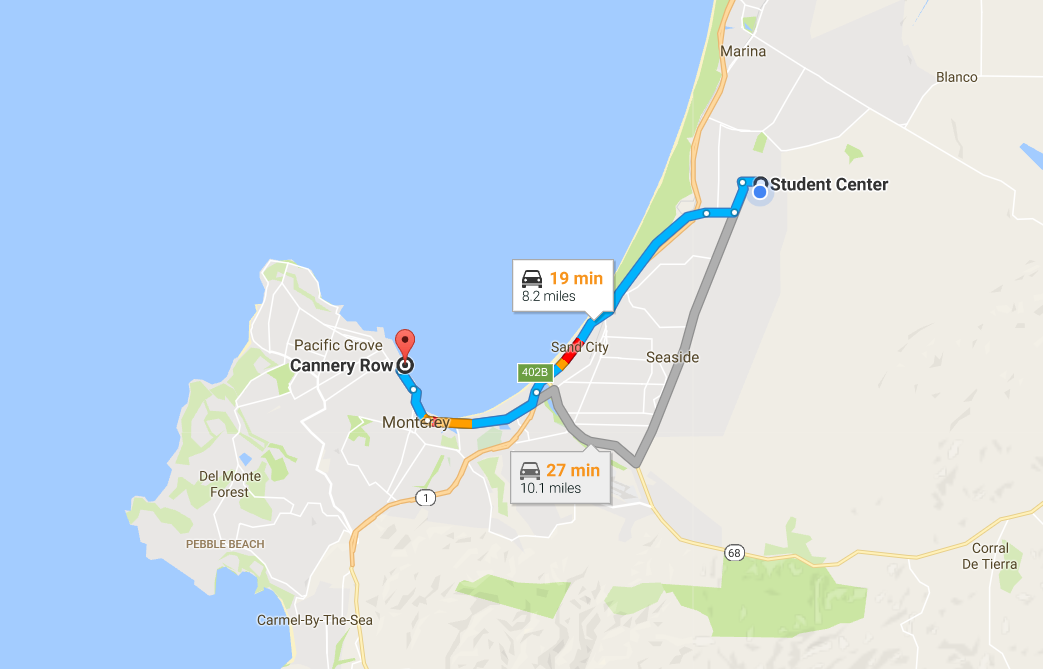 Marina
Blanco
Student Center
19 min
8.2 miles
Pacific Grove
Sand City
Cannery Row
Seaside
402B
Monterey
27 min
10.1 miles
Del Monte
Forest
1
PEBBLE BEACH
68
Corral
De Tierra
Carmel-By-The-Sea